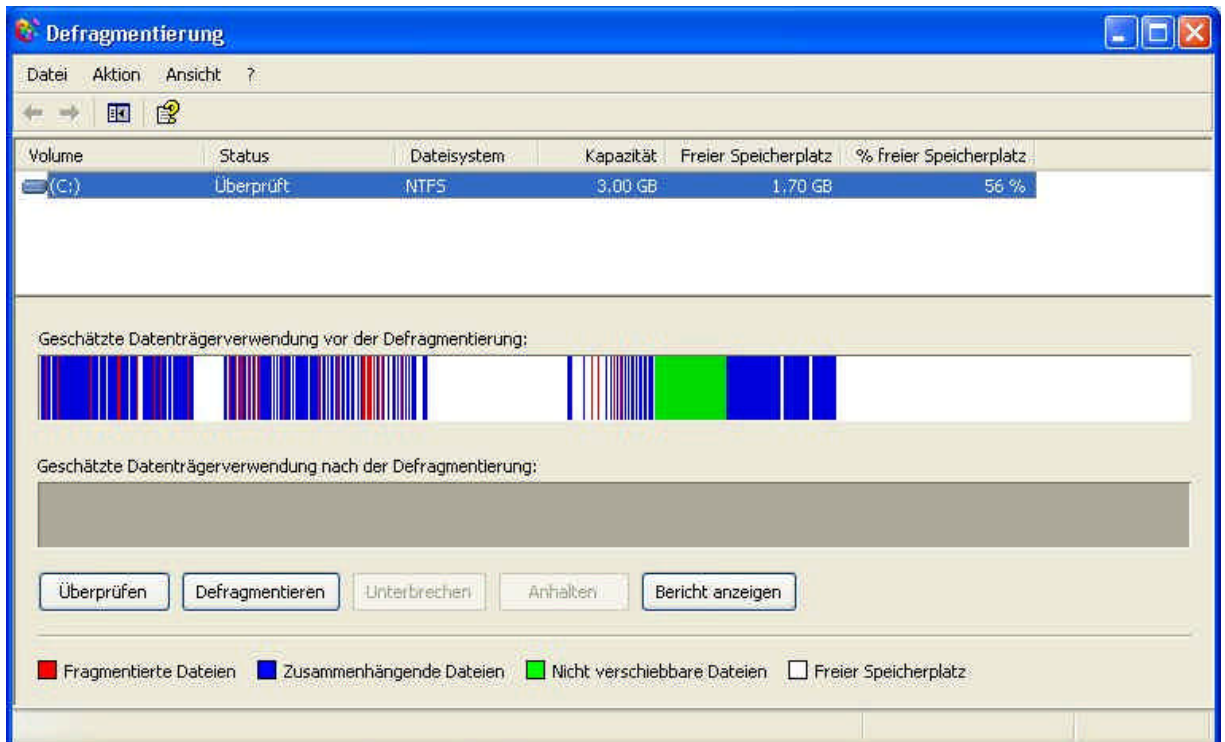 Defragmentierung
Datei Aktion Ansicht ?
Volume Status Dateisystem Kapazität Freier Speicherplatz % freier Speicherplatz
(C:) Überprüft NTFS 3,00 GB 1,70 GB 56 %
Geschätzte Datenträgerverwendung vor der Defragmentierung:
Geschätzte Datenträgerverwendung nach der Defragmentierung:
Überprüfen Defragmentieren Unterbrechen Anhalten Bericht anzeigen
Fragmentierte Dateien Zusammenhängende Dateien Nicht verschiebbare Dateien Freier Speicherplatz